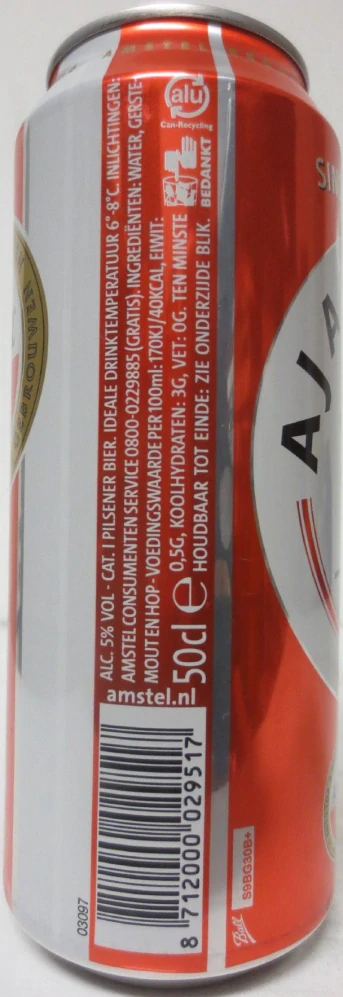 AMSTEL
ALC. 5% VOL - CAT. I PILSENER BIER. IDEALE DRINKTEMPERATUUR 6°-8°C. INLICHTINGEN:
AMSTEL CONSUMENTEN SERVICE 0800-0229885 (GRATIS). INGREDIËNTEN: WATER, GERSTE-
MOUT EN HOP - VOEDINGSWAARDE PER 100ml: 170KJ/40KCAL, EIWIT:
0,5G, KOOLHYDRATEN: 3G, VET: 0G. TEN MINSTE
HOUDBAAR TOT EINDE: ZIE ONDERZIJDE BLIK.
50cl e
amstel.nl
alu
Can-Recycling
BEDANKT
8 712000 029517
03097
Ball
S9BG30B+
AJA